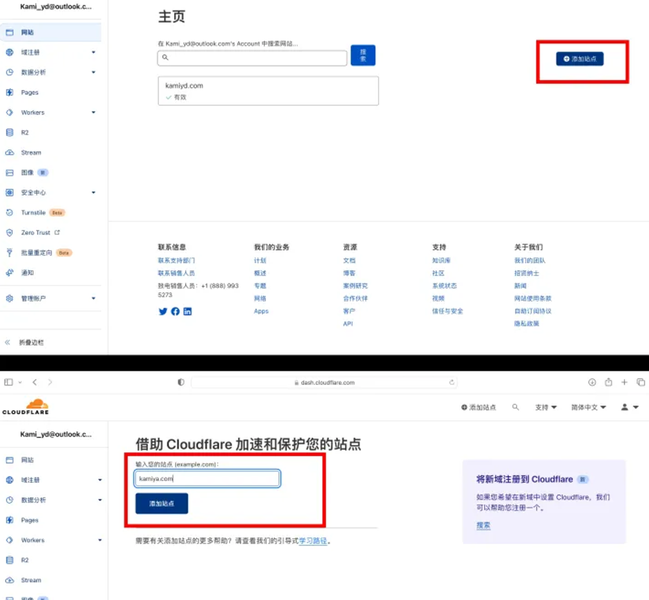 Kami_yd@outlook.c...
主页
网站
域注册
数据分析
Pages
Workers
R2
Stream
图像 新
安全中心
Turnstile Beta
Zero Trust
批量重定向 Beta
通知
管理帐户
折叠边栏
在 Kami_yd@outlook.com's Account 中搜索网站...
搜索
kamiyd.com
有效
添加站点
联系信息
联系支持部门
联系销售人员
致电销售人员：+1 (888) 993 5273
我们的业务
计划
概述
专题
网络
Apps
资源
文档
博客
案例研究
合作伙伴
客户
API
支持
知识库
社区
系统状态
视频
信任与安全
关于我们
我们的团队
招贤纳士
新闻
网站使用条款
自助订阅协议
隐私政策
dash.cloudflare.com
CLOUDFLARE
添加站点
支持
简体中文
Kami_yd@outlook.c...
网站
域注册
数据分析
Pages
Workers
R2
Stream
图像 新
借助 Cloudflare 加速和保护您的站点
输入您的站点 (example.com)：
kamiya.com
添加站点
需要有关添加站点的更多帮助？请查看我们的引导式学习路径。
将新域注册到 Cloudflare 新
如果您希望在新域中设置 Cloudflare，我们
可以帮助您注册一个。
搜索